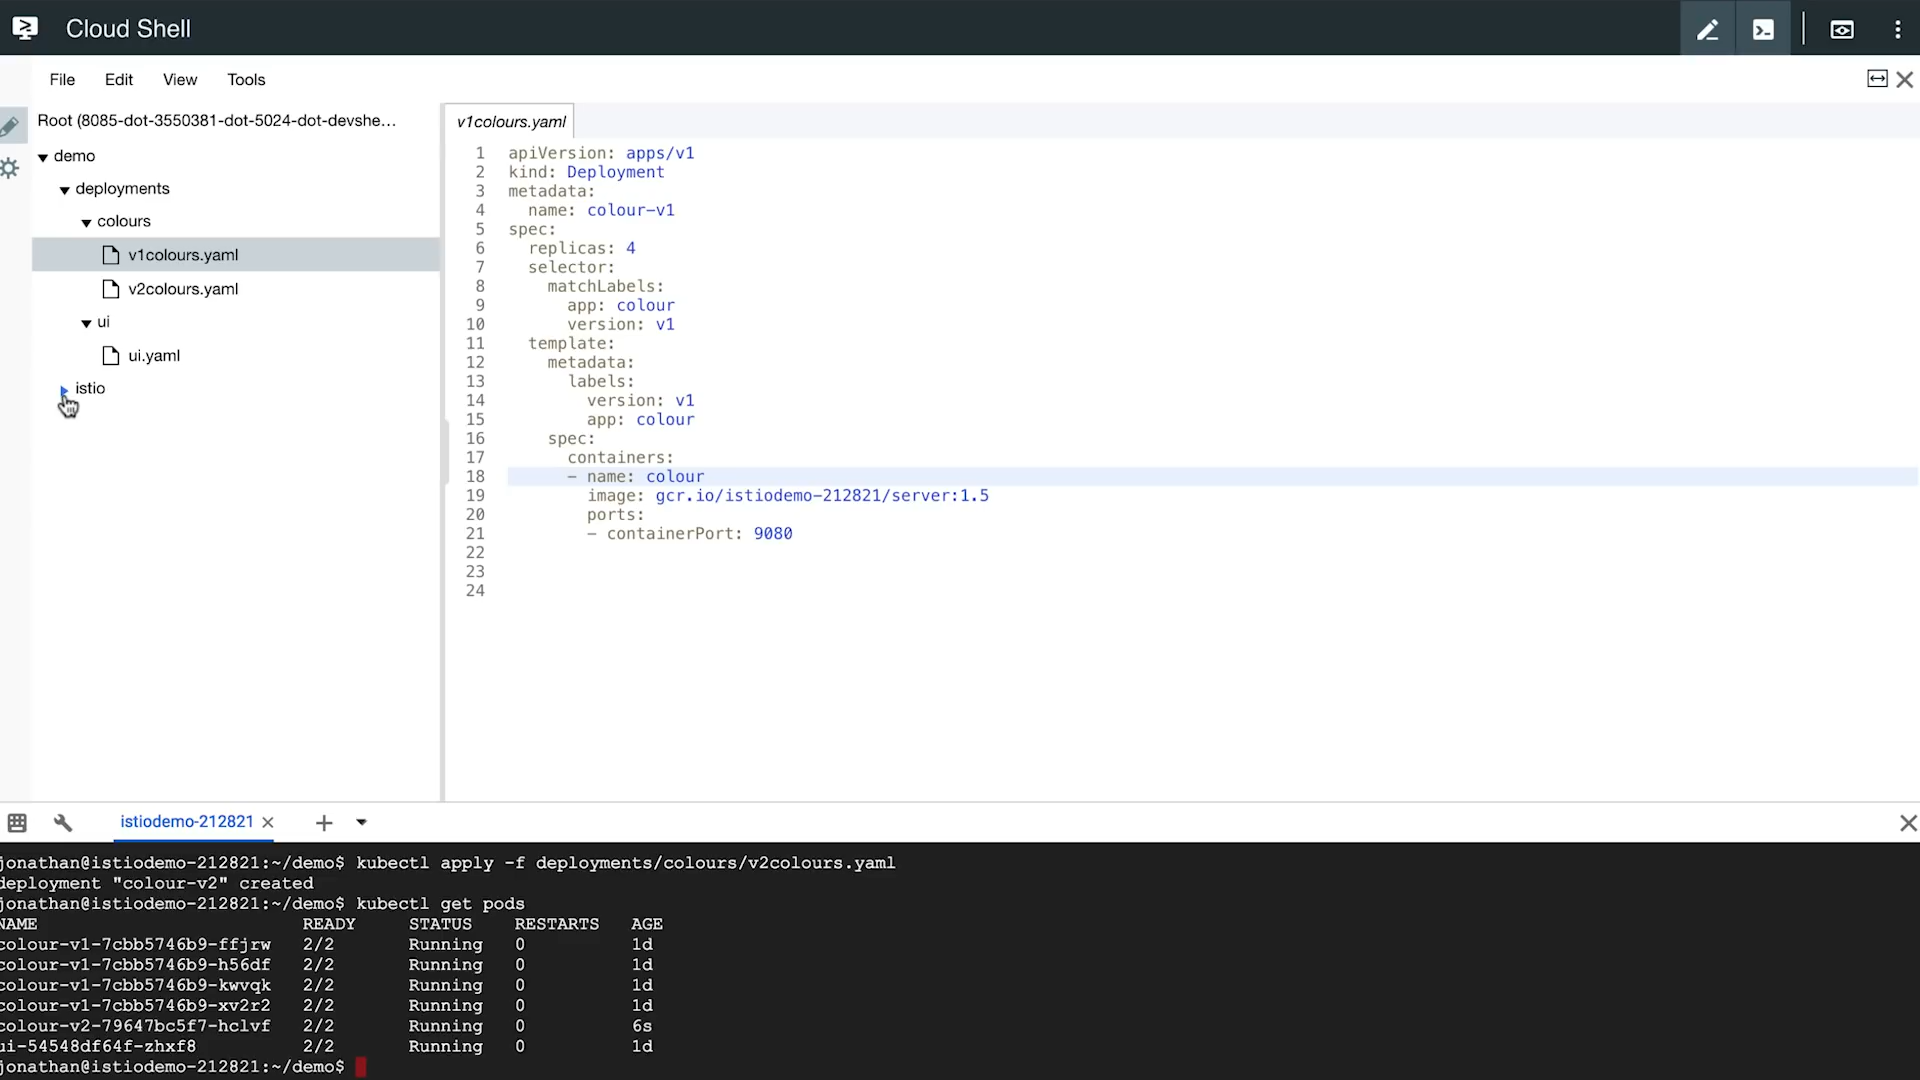 Cloud Shell
File Edit View Tools
Root (8085-dot-3550381-dot-5024-dot-devshe...
demo
deployments
colours
v1colours.yaml
v2colours.yaml
ui
ui.yaml
istio
v1colours.yaml
1 apiVersion: apps/v1
2 kind: Deployment
3 metadata:
4 name: colour-v1
5 spec:
6 replicas: 4
7 selector:
8 matchLabels:
9 app: colour
10 version: v1
11 template:
12 metadata:
13 labels:
14 version: v1
15 app: colour
16 spec:
17 containers:
18 - name: colour
19 image: gcr.io/istiodemo-212821/server:1.5
20 ports:
21 - containerPort: 9080
22
23
24
istiodemo-212821
jonathan@istiodemo-212821:~/demo$ kubectl apply -f deployments/colours/v2colours.yaml
deployment "colour-v2" created
jonathan@istiodemo-212821:~/demo$ kubectl get pods
NAME READY STATUS RESTARTS AGE
colour-v1-7cbb5746b9-ffjrw 2/2 Running 0 1d
colour-v1-7cbb5746b9-h56df 2/2 Running 0 1d
colour-v1-7cbb5746b9-kwvqk 2/2 Running 0 1d
colour-v1-7cbb5746b9-xv2r2 2/2 Running 0 1d
colour-v2-79647bc5f7-hclvf 2/2 Running 0 6s
ui-54548df64f-zhxf8 2/2 Running 0 1d
jonathan@istiodemo-212821:~/demo$